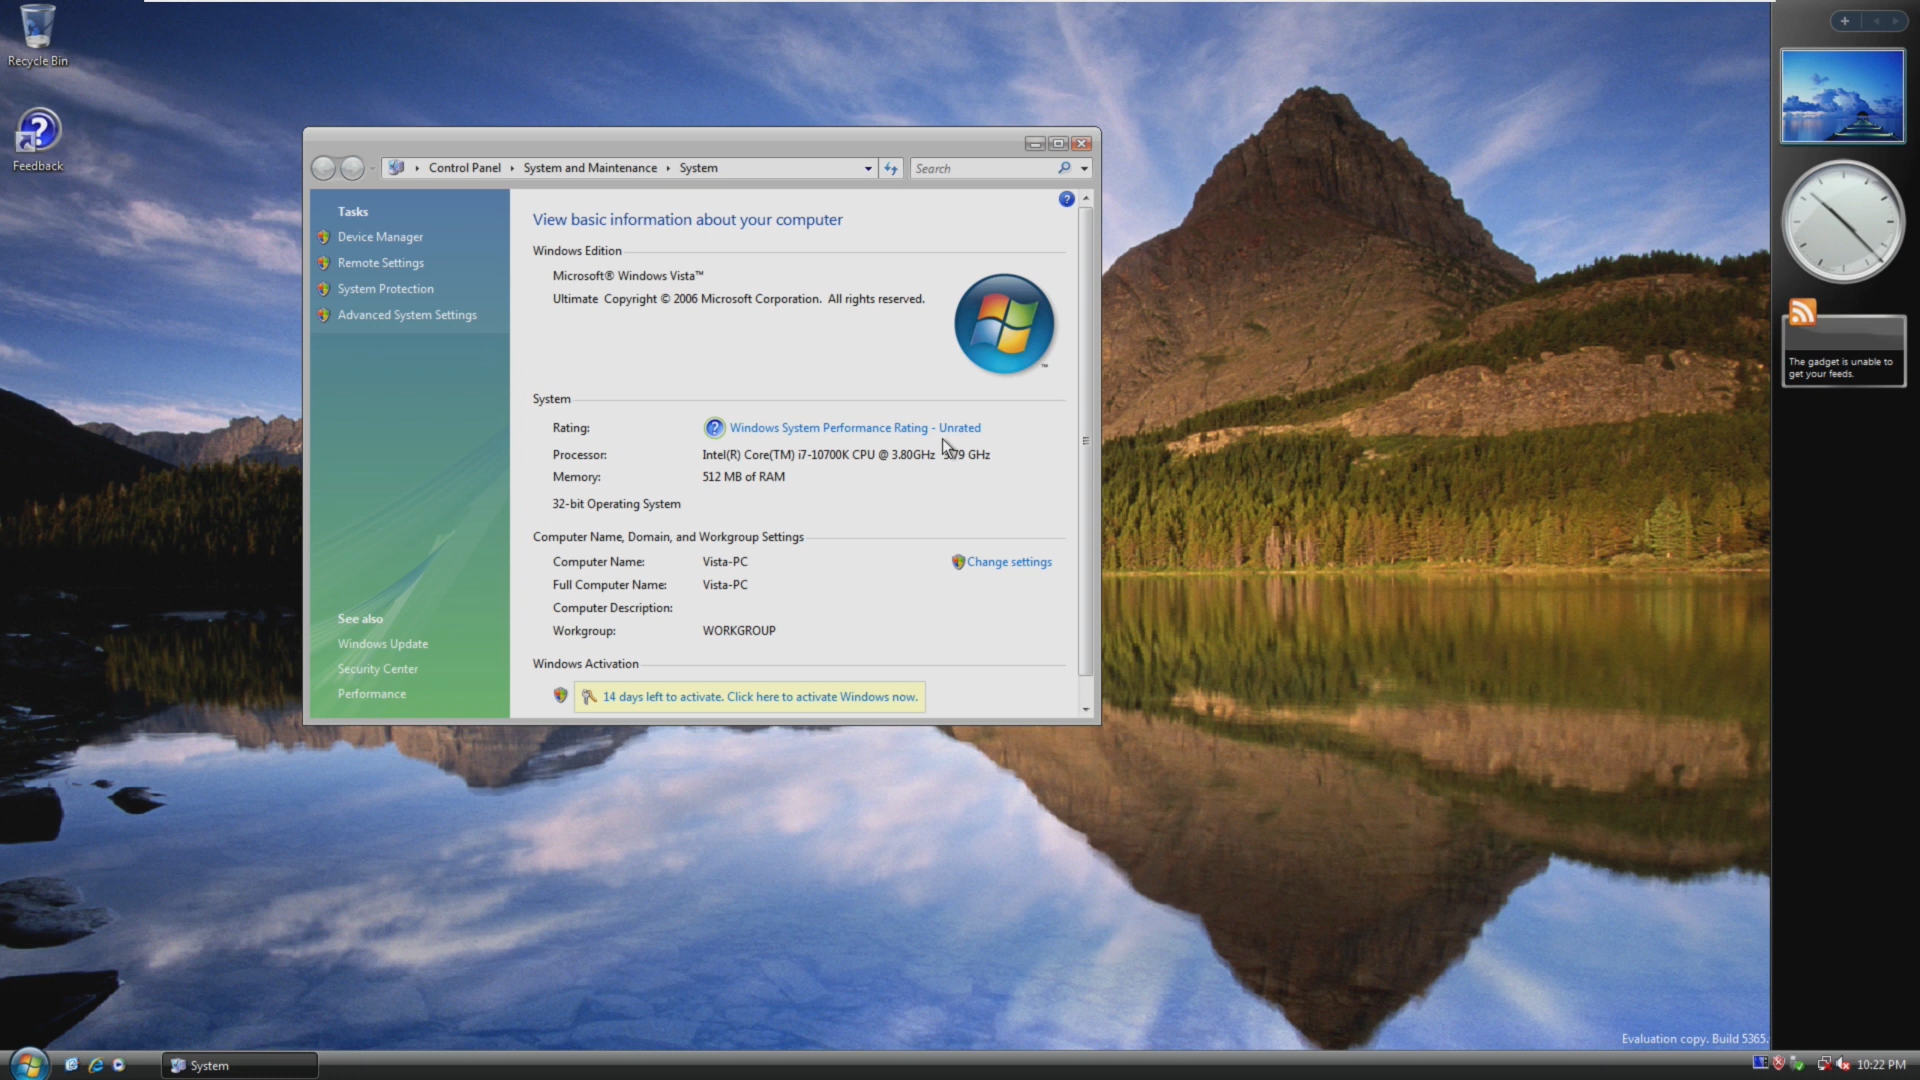 Recycle Bin
Feedback
Control Panel
System and Maintenance
System
Search
Tasks
Device Manager
Remote Settings
System Protection
Advanced System Settings
See also
Windows Update
Security Center
Performance
View basic information about your computer
Windows Edition
Microsoft® Windows Vista™
Ultimate Copyright © 2006 Microsoft Corporation. All rights reserved.
™
System
Rating: Windows System Performance Rating - Unrated
Processor: Intel(R) Core(TM) i7-10700K CPU @ 3.80GHz GHz
Memory: 512 MB of RAM
32-bit Operating System
Computer Name, Domain, and Workgroup Settings
Computer Name: Vista-PC Change settings
Full Computer Name: Vista-PC
Computer Description:
Workgroup: WORKGROUP
Windows Activation
14 days left to activate. Click here to activate Windows now.
The gadget is unable to
get your feeds.
Evaluation copy. Build 5365.
System
10:22 PM